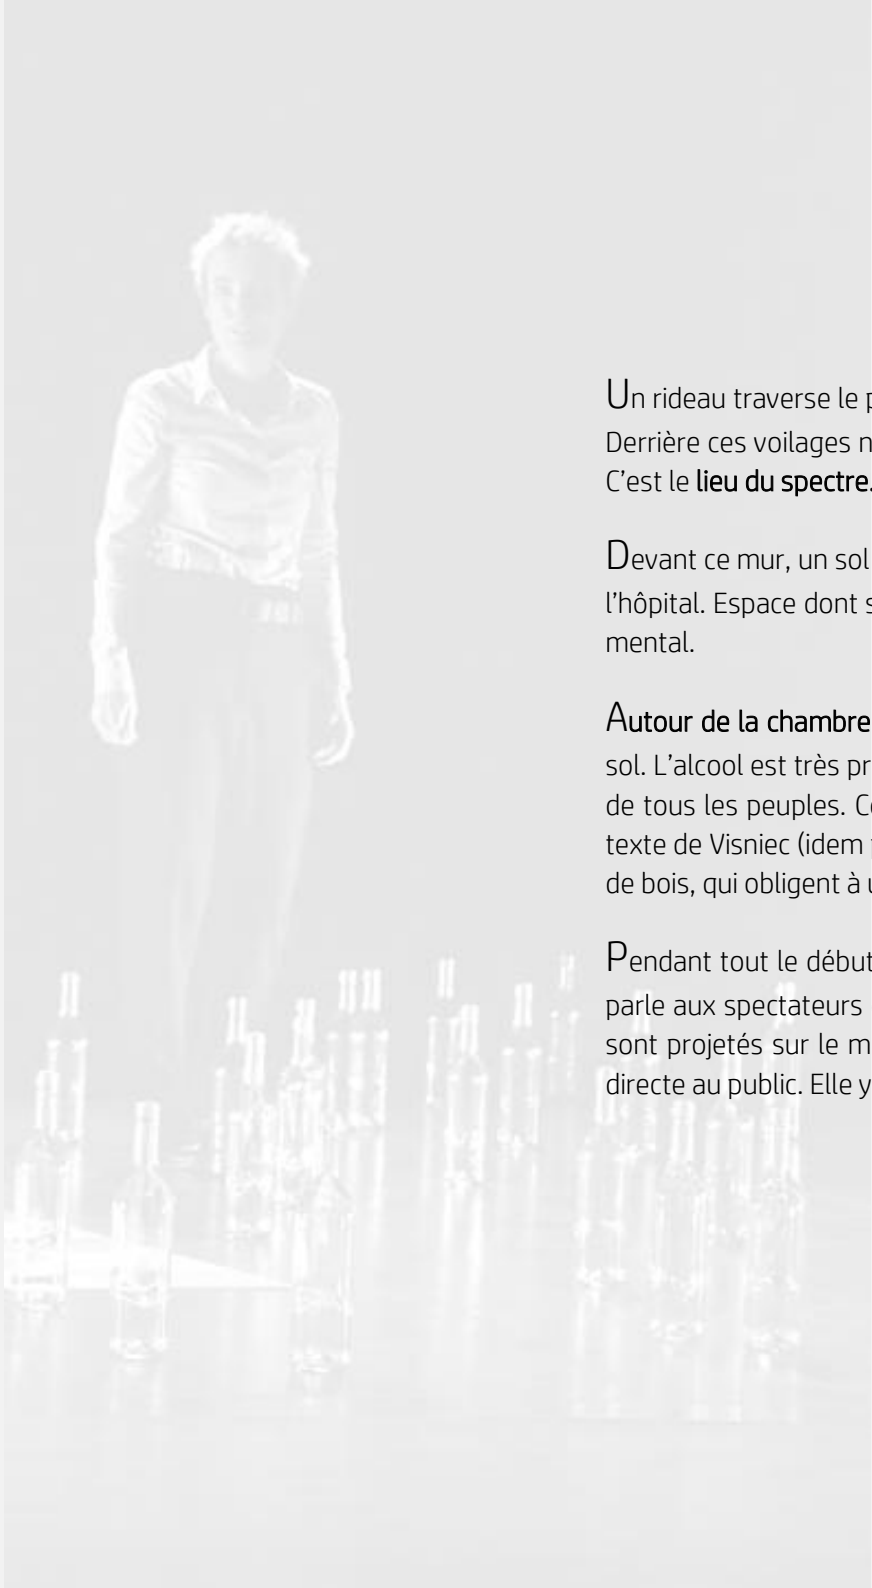 Un rideau traverse le
Derrière ces voilages
C’est le lieu du spectre.
Devant ce mur, un sol
l’hôpital. Espace dont
mental.
Autour de la chambre
sol. L’alcool est très
de tous les peuples.
texte de Visniec (idem
de bois, qui obligent à
Pendant tout le début
parle aux spectateurs
sont projetés sur le
directe au public. Elle y